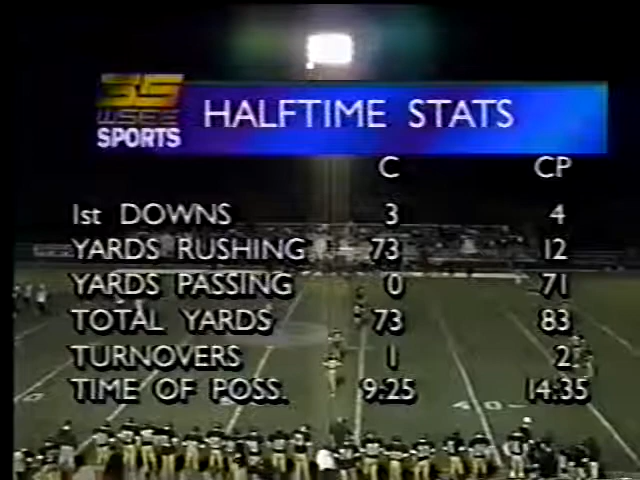 35
WSEE
SPORTS
HALFTIME STATS
C CP
1st DOWNS 3 4
YARDS RUSHING 73 12
YARDS PASSING 0 71
TOTAL YARDS 73 83
TURNOVERS 1 2
TIME OF POSS. 9:25 14:35
40